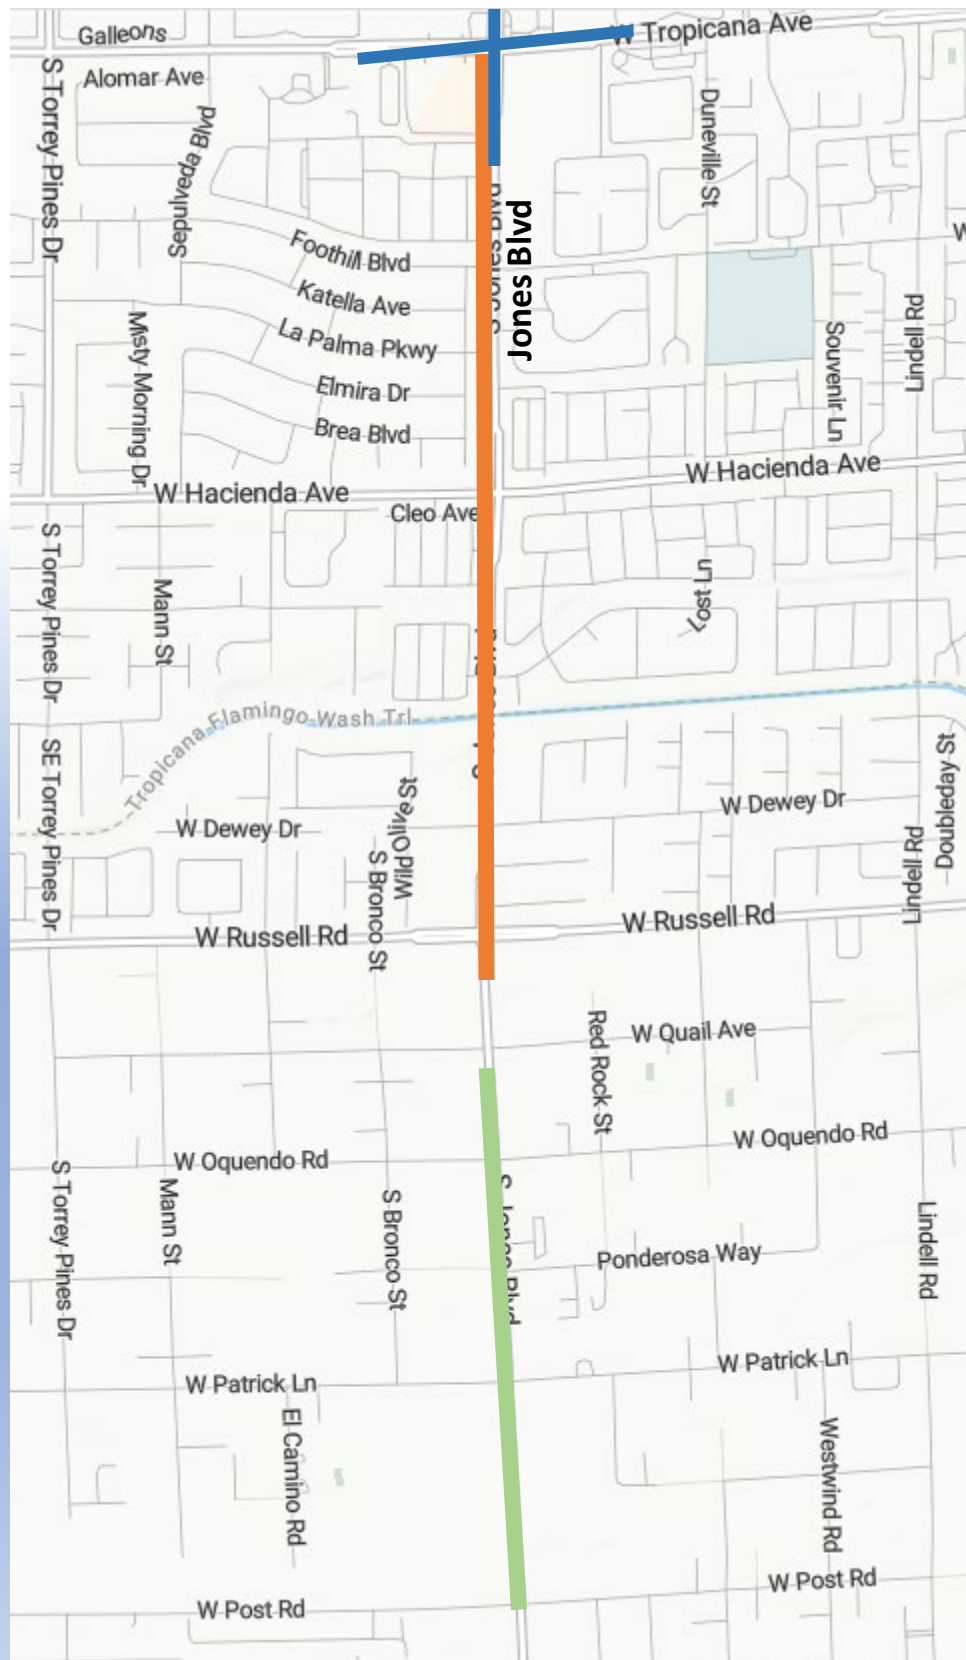 Galleons
W Tropicana Ave
Alomar Ave
S Torrey Pines Dr
Sepulveda Blvd
Duneville St
Jones Blvd
Foothill Blvd
Katella Ave
La Palma Pkwy
Misty Morning Dr
Souvenir Ln
Lindell Rd
Elmira Dr
Brea Blvd
W Hacienda Ave
W Hacienda Ave
Cleo Ave
S Torrey Pines Dr
Mann St
Lost Ln
Tropicana Flamingo Wash Trl
SE Torrey Pines Dr
Wild Olive St
W Dewey Dr
Doubleday St
W Dewey Dr
Lindell Rd
S Bronco St
W Russell Rd
W Russell Rd
Red Rock St
W Quail Ave
W Oquendo Rd
W Oquendo Rd
S Torrey Pines Dr
Mann St
S Bronco St
S Jones Blvd
Lindell Rd
Ponderosa Way
W Patrick Ln
W Patrick Ln
El Camino Rd
Westwind Rd
W Post Rd
W Post Rd